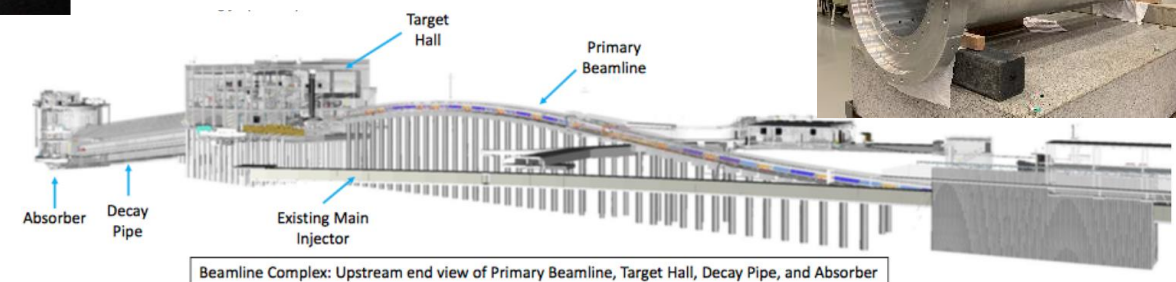 Target
Hall
Primary
Beamline
Absorber
Decay
Pipe
Existing Main
Injector
Beamline Complex: Upstream end view of Primary Beamline, Target Hall, Decay Pipe, and Absorber